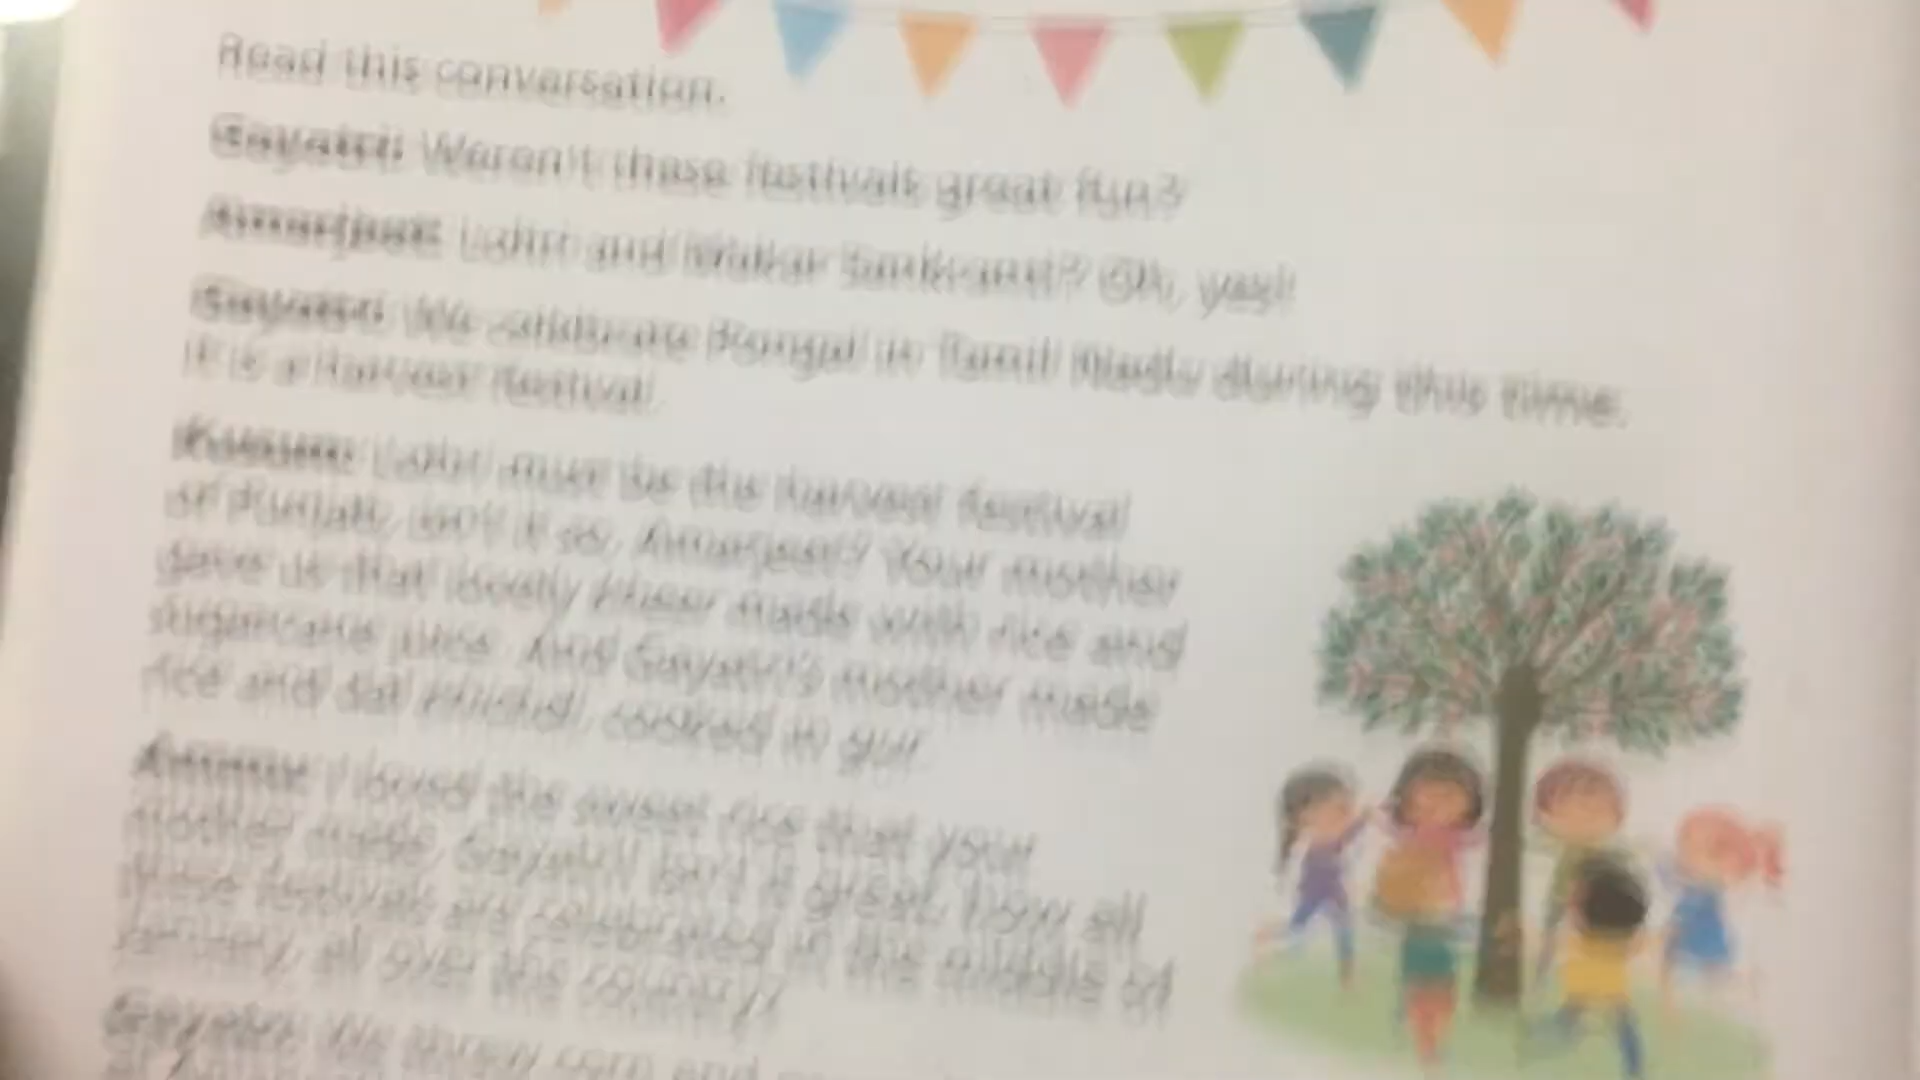 Read this conversation.
Gayatri: Weren't these festivals great fun?
Amarjeet: Lohri and Makar Sankranti? Oh, yes!
Gayatri: We celebrate Pongal in Tamil Nadu during this time.
It is a harvest festival.
Kusum: Lohri must be the harvest festival
of Punjab, isn't it so, Amarjeet? Your mother
gave us that lovely kheer made with rice and
sugarcane juice. And Gayatri's mother made
rice and dal khichdi, cooked in gur.
I loved the sweet rice that your
mother made, Gayatri! Isn't it great, how all
these festivals are celebrated in the middle of
January, all over the country?
Gayatri: We threw corn and